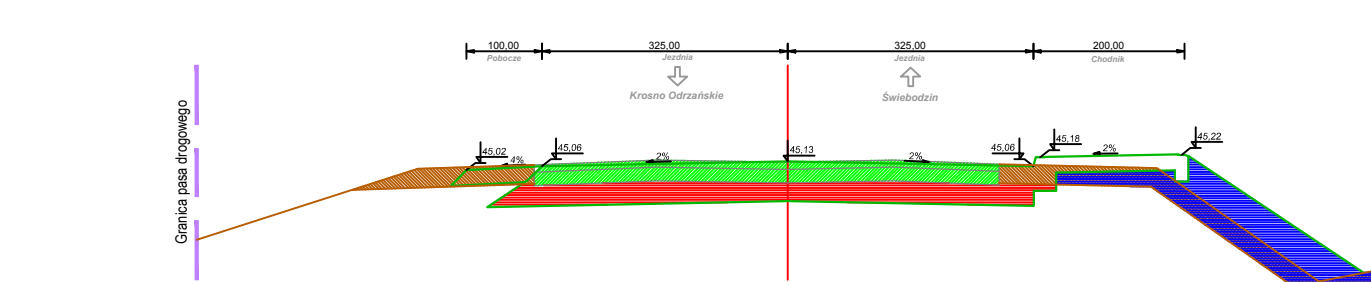 100,00 325,00 325,00 200,00
Pobocze Jezdnia Jezdnia Chodnik
Krosno Odrzańskie Świebodzin
Granica pasa drogowego
45,02 4% 45,06 2% 45,13 2% 45,06 45,18 2% 45,22